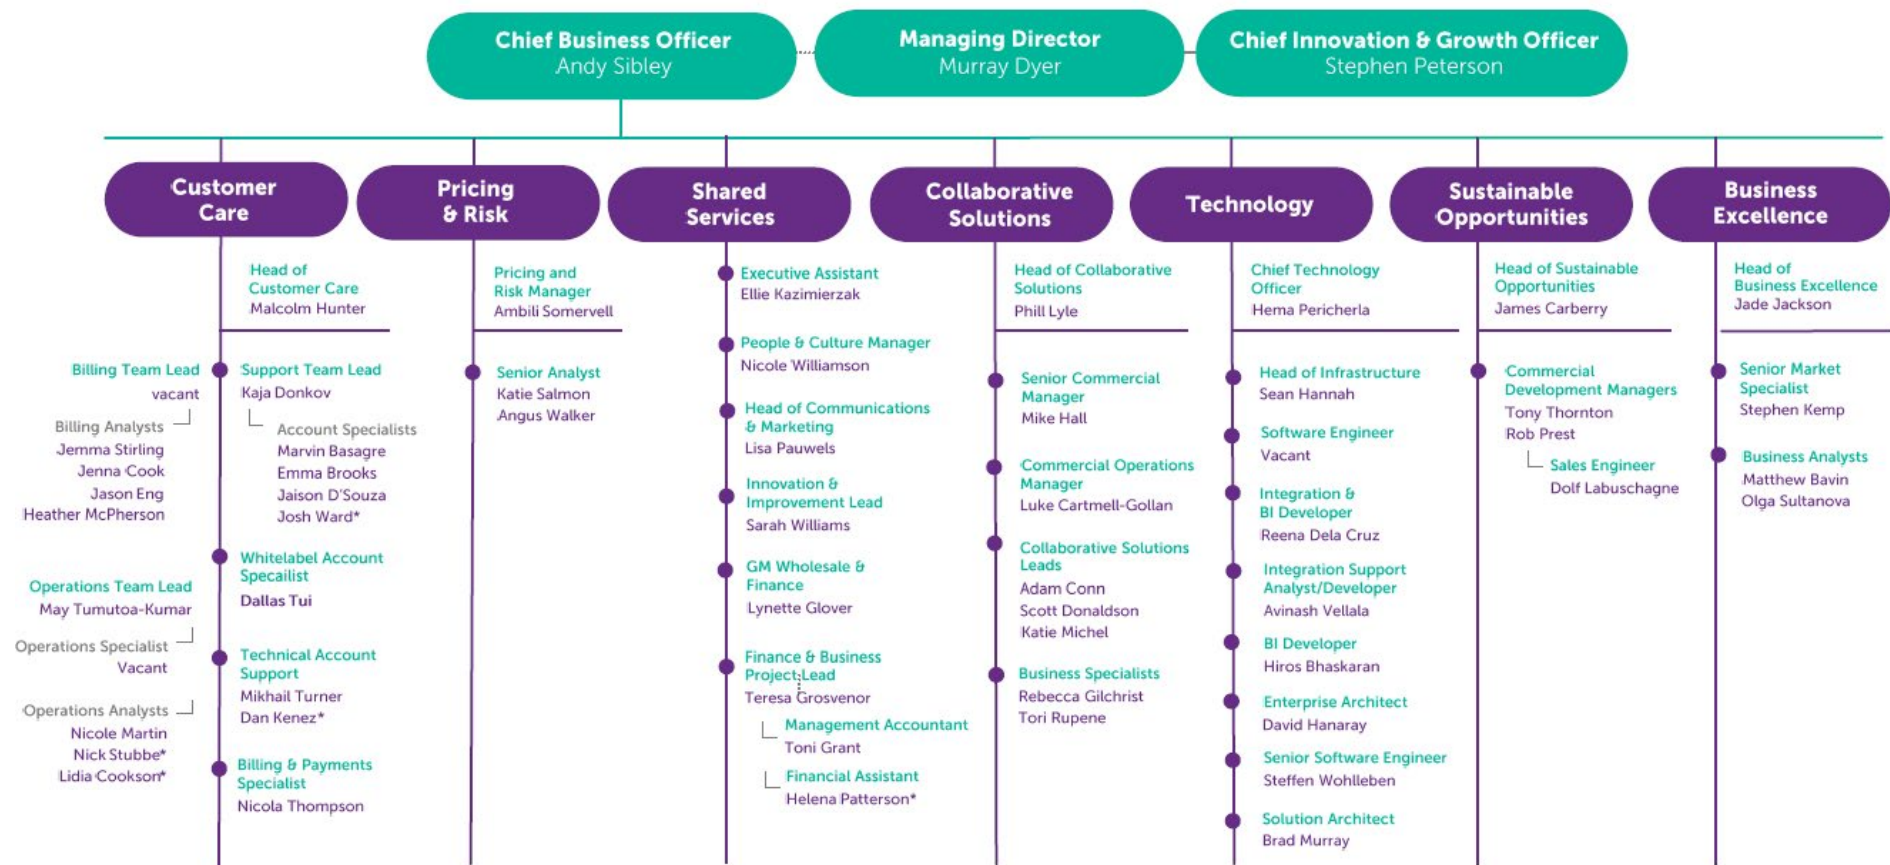 Chief Business Officer
Andy Sibley
Managing Director
Murray Dyer
Chief Innovation & Growth Officer
Stephen Peterson
Customer
Care
Head of
Customer Care
Malcolm Hunter
Billing Team Lead
vacant
Billing Analysts
Jemma Stirling
Jenna Cook
Jason Eng
Heather McPherson
Operations Team Lead
May Tumutoa-Kumar
Operations Specialist
Vacant
Operations Analysts
Nicole Martin
Nick Stubbe*
Lidia Cookson*
Support Team Lead
Kaja Donkov
Account Specialists
Marvin Basagre
Emma Brooks
Jaison D'Souza
Josh Ward*
Whitelabel Account
Specailist
Dallas Tui
Technical Account
Support
Mikhail Turner
Dan Kenez*
Billing & Payments
Specialist
Nicola Thompson
Pricing
& Risk
Pricing and
Risk Manager
Ambili Somervell
Senior Analyst
Katie Salmon
Angus Walker
Shared
Services
Executive Assistant
Ellie Kazimierzak
People & Culture Manager
Nicole Williamson
Head of Communications
& Marketing
Lisa Pauwels
Innovation &
Improvement Lead
Sarah Williams
GM Wholesale &
Finance
Lynette Glover
Finance & Business
Project Lead
Teresa Grosvenor
Management Accountant
Toni Grant
Financial Assistant
Helena Patterson*
Collaborative
Solutions
Head of Collaborative
Solutions
Phill Lyle
Senior Commercial
Manager
Mike Hall
Commercial Operations
Manager
Luke Cartmell-Gollan
Collaborative Solutions
Leads
Adam Conn
Scott Donaldson
Katie Michel
Business Specialists
Rebecca Gilchrist
Tori Rupene
Technology
Chief Technology
Officer
Hema Pericherla
Head of Infrastructure
Sean Hannah
Software Engineer
Vacant
Integration &
BI Developer
Reena Dela Cruz
Integration Support
Analyst/Developer
Avinash Vellala
BI Developer
Hiros Bhaskaran
Enterprise Architect
David Hanaray
Senior Software Engineer
Steffen Wohlleben
Solution Architect
Brad Murray
Sustainable
Opportunities
Head of Sustainable
Opportunities
James Carberry
Commercial
Development Managers
Tony Thornton
Rob Prest
Sales Engineer
Dolf Labuschagne
Business
Excellence
Head of
Business Excellence
Jade Jackson
Senior Market
Specialist
Stephen Kemp
Business Analysts
Matthew Bavin
Olga Sultanova